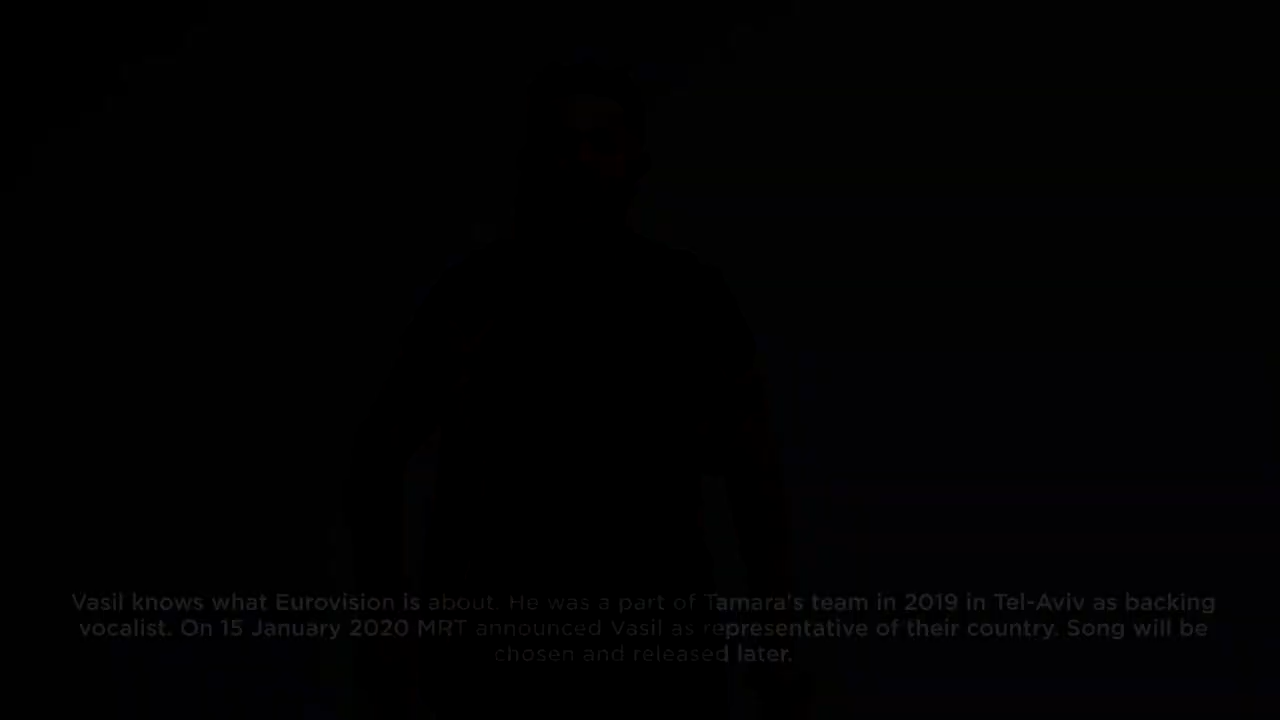 Vasil knows what Eurovision is about. He was a part of Tamara's team in 2019 in Tel-Aviv as backing
vocalist. On 15 January 2020 MRT announced Vasil as representative of their country. Song will be
chosen and released later.